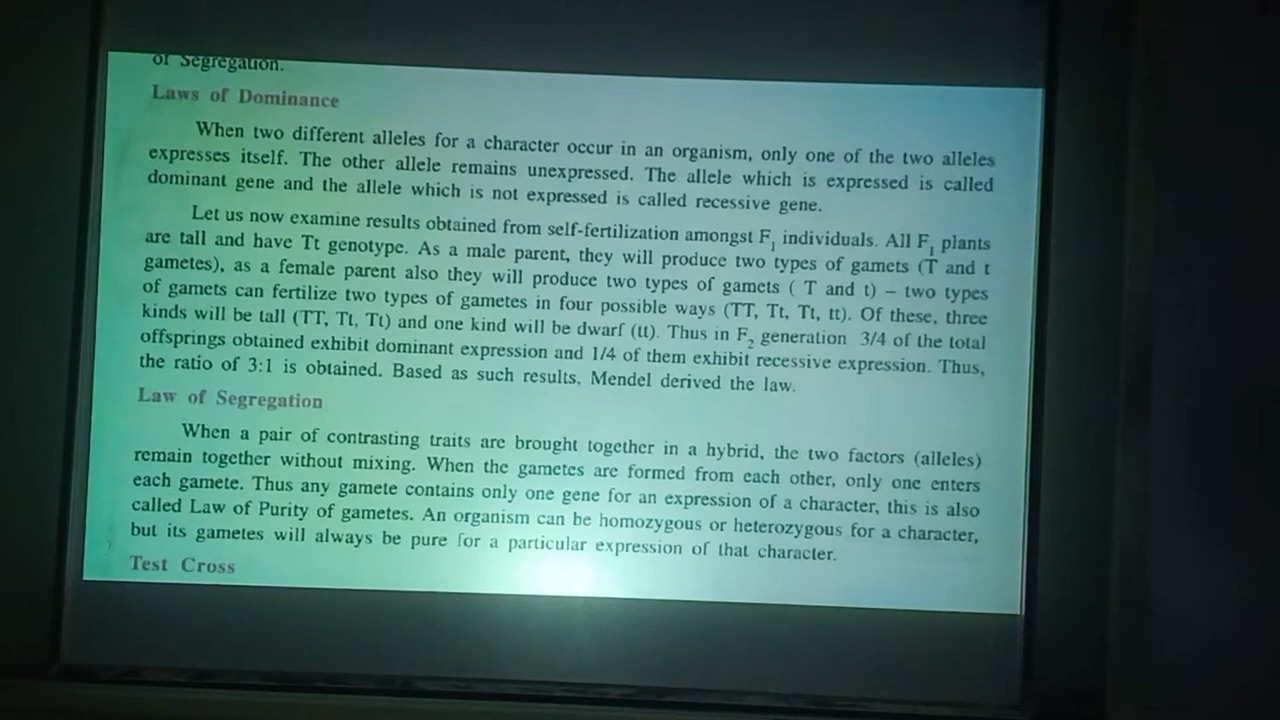 of Segregation.
Laws of Dominance
When two different alleles for a character occur in an organism, only one of the two alleles
expresses itself. The other allele remains unexpressed. The allele which is expressed is called
dominant gene and the allele which is not expressed is called recessive gene.
Let us now examine results obtained from self-fertilization amongst F₁ individuals. All F₁ plants
are tall and have Tt genotype. As a male parent, they will produce two types of gamets (T and t
gametes), as a female parent also they will produce two types of gamets ( T and t) – two types
of gamets can fertilize two types of gametes in four possible ways (TT, Tt, Tt, tt). Of these, three
kinds will be tall (TT, Tt, Tt) and one kind will be dwarf (tt). Thus in F₂ generation 3/4 of the total
offsprings obtained exhibit dominant expression and 1/4 of them exhibit recessive expression. Thus,
the ratio of 3:1 is obtained. Based as such results, Mendel derived the law.
Law of Segregation
When a pair of contrasting traits are brought together in a hybrid, the two factors (alleles)
remain together without mixing. When the gametes are formed from each other, only one enters
each gamete. Thus any gamete contains only one gene for an expression of a character, this is also
called Law of Purity of gametes. An organism can be homozygous or heterozygous for a character,
but its gametes will always be pure for a particular expression of that character.
Test Cross